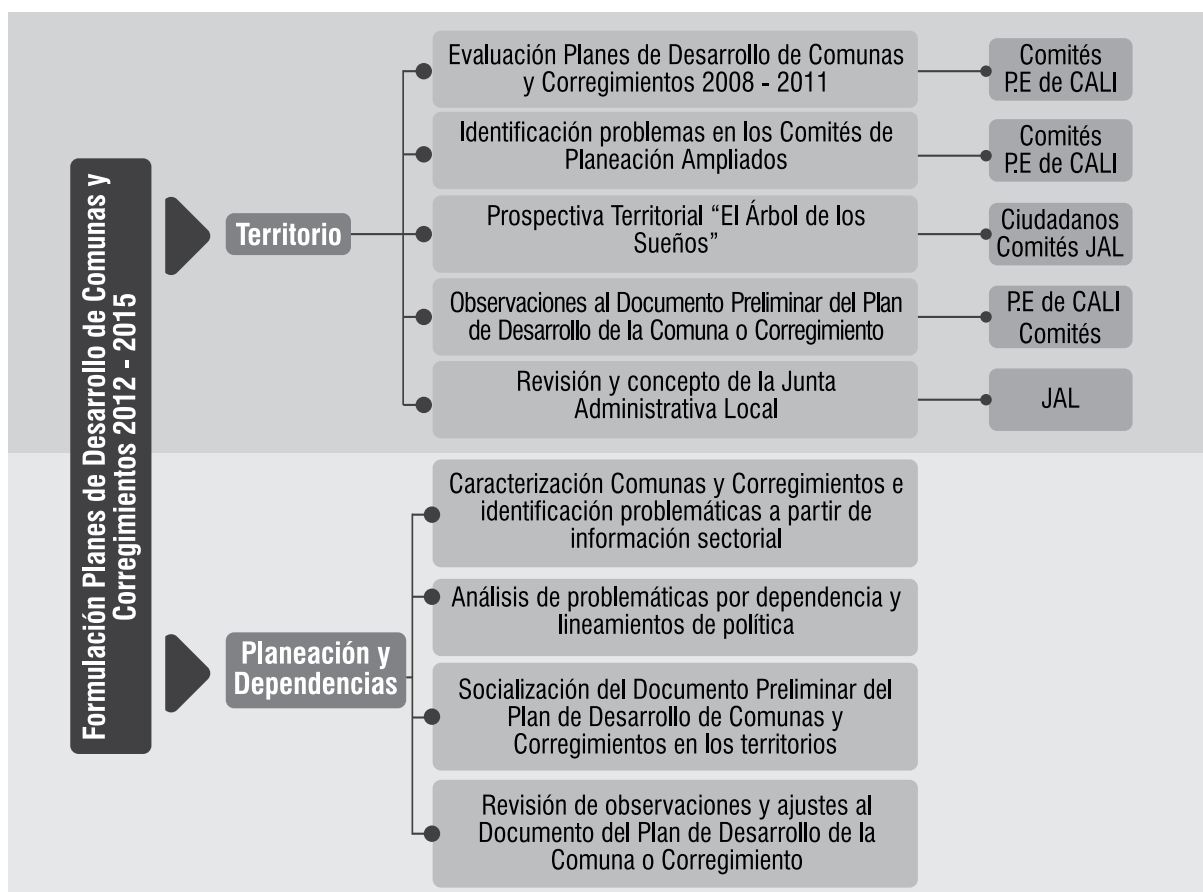 Formulación Planes de Desarrollo de Comunas y
Corregimientos 2012 - 2015
Territorio
Evaluación Planes de Desarrollo de Comunas
y Corregimientos 2008 - 2011
Comités
P.E de CALI
Identificación problemas en los Comités de
Planeación Ampliados
Comités
P.E de CALI
Prospectiva Territorial “El Árbol de los
Sueños”
Ciudadanos
Comités JAL
Observaciones al Documento Preliminar del Plan
de Desarrollo de la Comuna o Corregimiento
P.E de CALI
Comités
Revisión y concepto de la Junta
Administrativa Local
JAL
Planeación y
Dependencias
Caracterización Comunas y Corregimientos e
identificación problemáticas a partir de
información sectorial
Análisis de problemáticas por dependencia y
lineamientos de política
Socialización del Documento Preliminar del
Plan de Desarrollo de Comunas y
Corregimientos en los territorios
Revisión de observaciones y ajustes al
Documento del Plan de Desarrollo de la
Comuna o Corregimiento